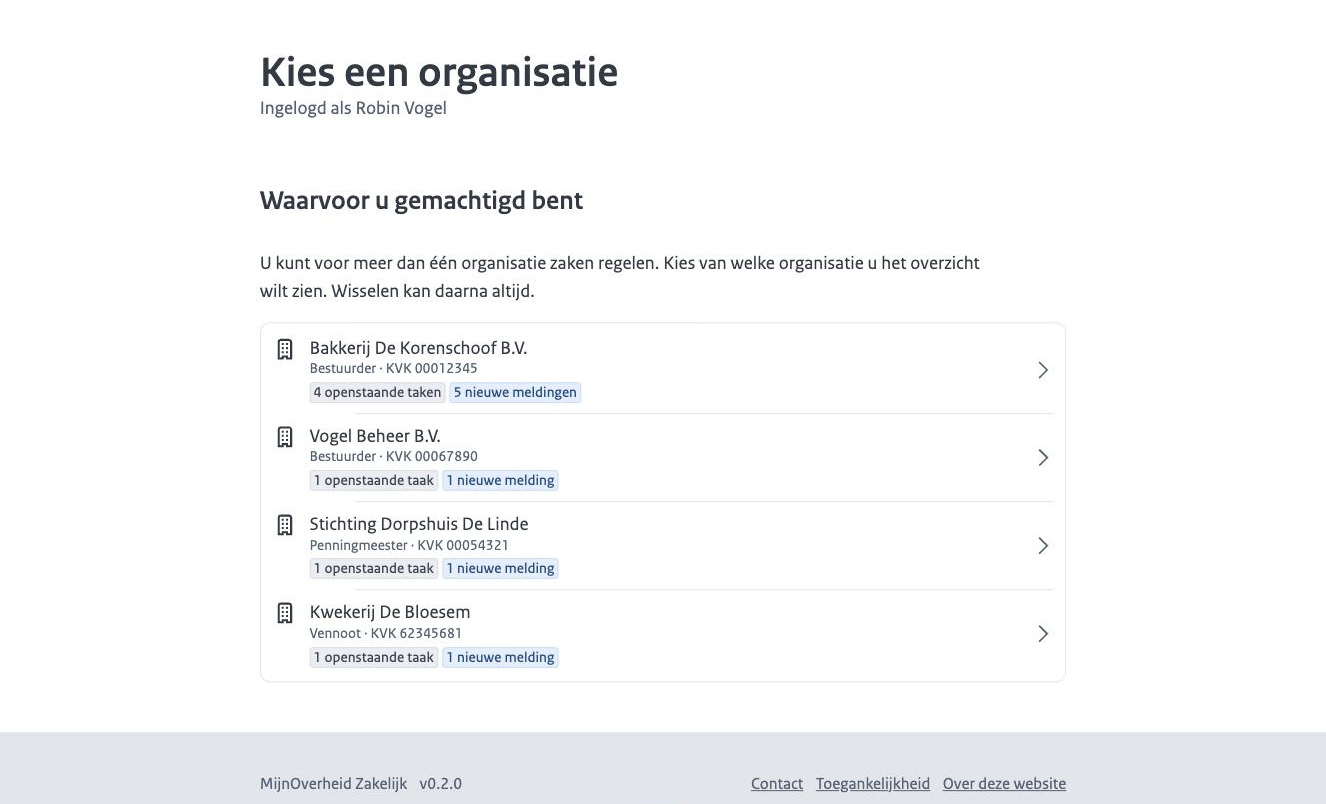 Kies een organisatie
Ingelogd als Robin Vogel
Waarvoor u gemachtigd bent
U kunt voor meer dan één organisatie zaken regelen. Kies van welke organisatie u het overzicht
wilt zien. Wisselen kan daarna altijd.
Bakkerij De Korenschoof B.V.
Bestuurder · KVK 00012345
4 openstaande taken 5 nieuwe meldingen
Vogel Beheer B.V.
Bestuurder · KVK 00067890
1 openstaande taak 1 nieuwe melding
Stichting Dorpshuis De Linde
Penningmeester · KVK 00054321
1 openstaande taak 1 nieuwe melding
Kwekerij De Bloesem
Vennoot · KVK 62345681
1 openstaande taak 1 nieuwe melding
MijnOverheid Zakelijk v0.2.0 Contact Toegankelijkheid Over deze website